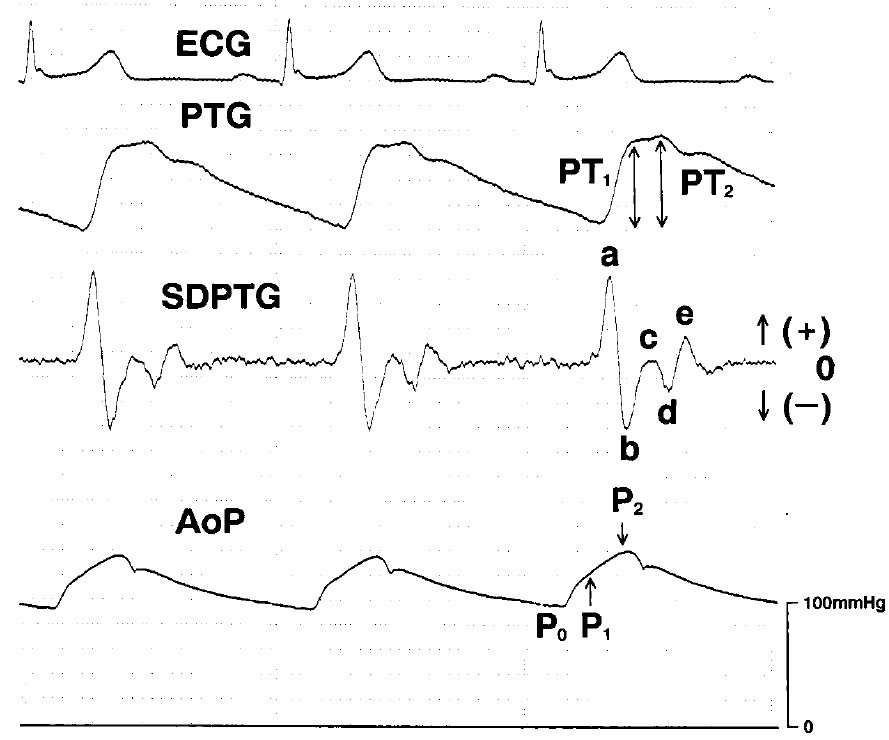 ECG
PTG
PT₁
PT₂
a
SDPTG
c
e
↑ (+)
0
↓ (−)
d
b
P₂
AoP
100mmHg
P₀ P₁
0